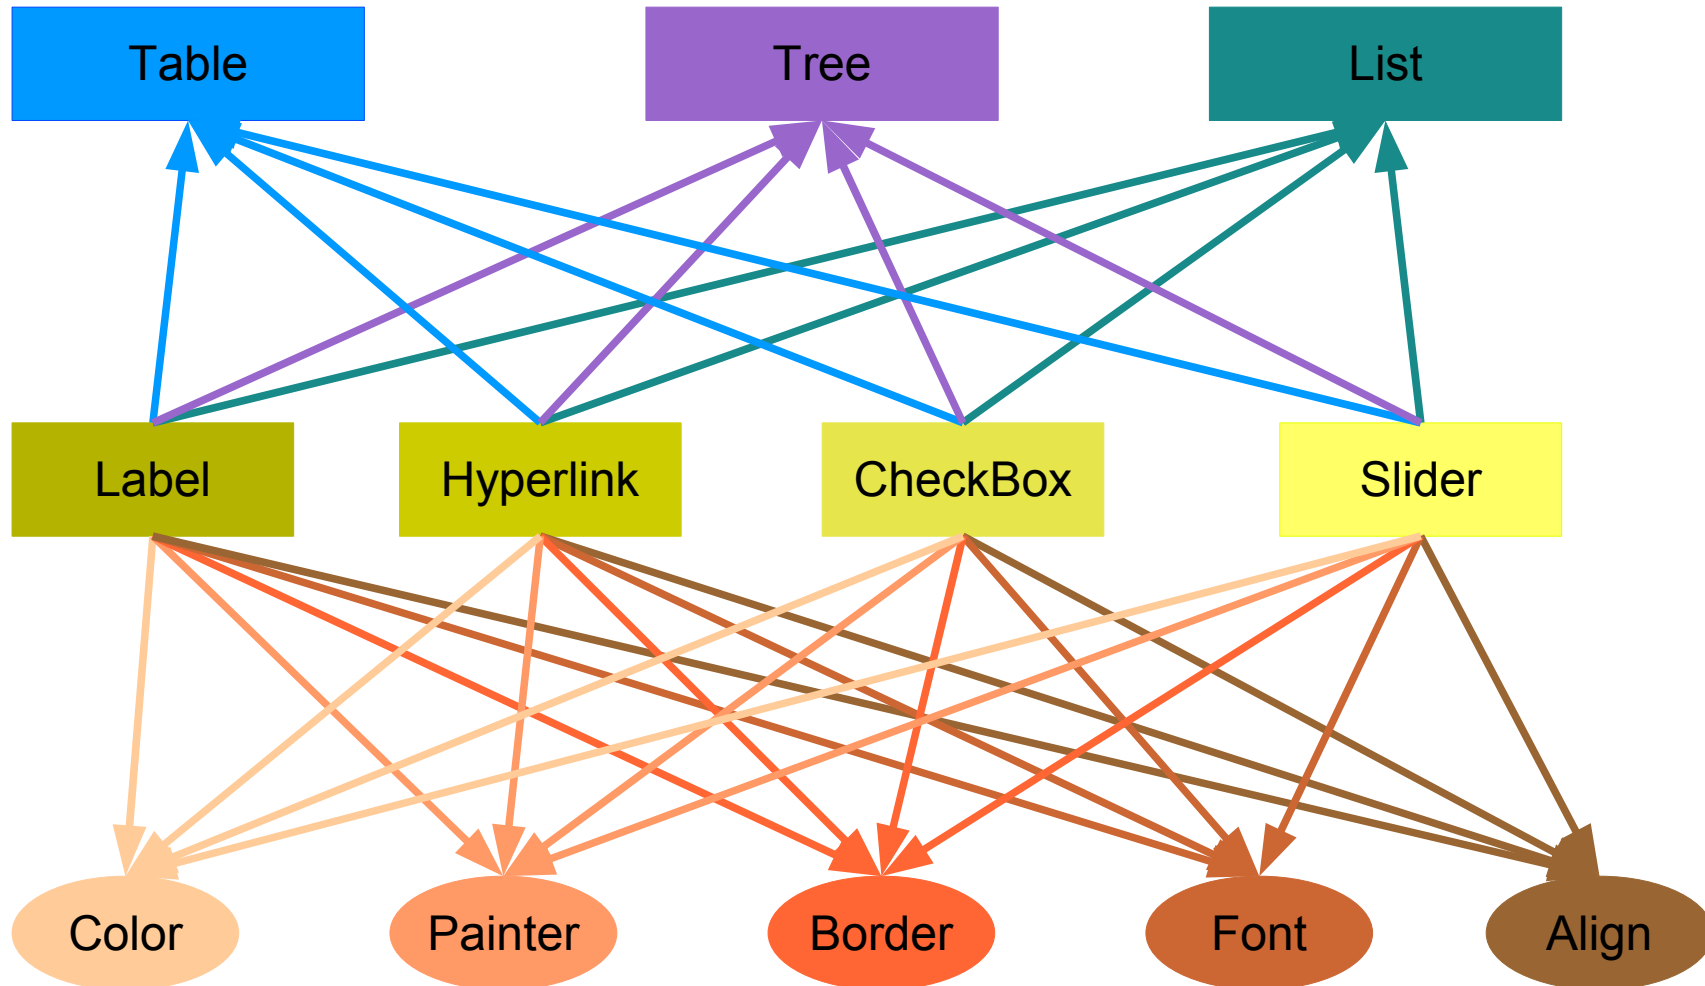 Table
Tree
List
Label
Hyperlink
CheckBox
Slider
Color
Painter
Border
Font
Align